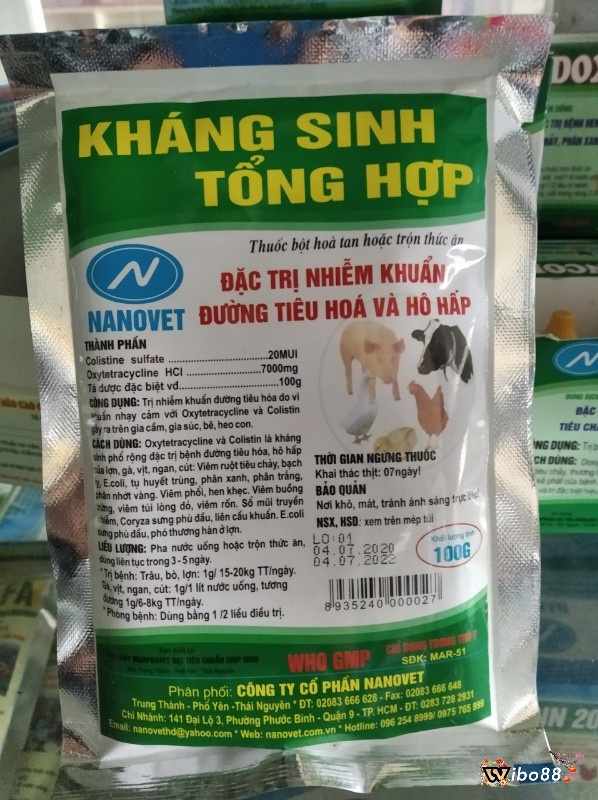 KHÁNG SINH
TỔNG HỢP
Thuốc bột hoà tan hoặc trộn thức ăn
NANOVET
ĐẶC TRỊ NHIỄM KHUẨN
ĐƯỜNG TIÊU HOÁ VÀ HÔ HẤP
THÀNH PHẦN
Colistine sulfate ...20MUI
Oxytetracycline HCl ...7000mg
Tá dược đặc biệt vđ...100g
CÔNG DỤNG: Trị nhiễm khuẩn đường tiêu hóa do vi
khuẩn nhạy cảm với Oxytetracycline và Colistin
gây ra trên gia cầm, gia súc, bê, heo con.
CÁCH DÙNG: Oxytetracycline và Colistin là kháng
sinh phổ rộng đặc trị bệnh đường tiêu hóa, hô hấp
của lợn, gà, vịt, ngan, cút: Viêm ruột tiêu chảy, bạch
lỵ, E.coli, tụ huyết trùng, phân xanh, phân trắng,
phân nhớt vàng. Viêm phổi, hen khẹc. Viêm buồng
trứng, viêm túi lòng đỏ, viêm rốn. Sổ mũi truyền
nhiễm, Coryza sưng phù đầu, liên cầu khuẩn. E.coli
sưng phù đầu, phó thương hàn ở lợn.
LIỀU LƯỢNG: Pha nước uống hoặc trộn thức ăn,
dùng liên tục trong 3 - 5 ngày.
* Trị bệnh: Trâu, bò, lợn: 1g/ 15-20kg TT/ngày.
Gà, vịt, ngan, cút: 1g/1 lít nước uống, tương
đương 1g/6-8kg TT/ngày.
*Phòng bệnh: Dùng bằng 1 /2 liều điều trị.
THỜI GIAN NGƯNG THUỐC
Khai thác thịt: 07ngày!
BẢO QUẢN
Nơi khô, mát, tránh ánh sáng trực tiếp!
NSX, HSD: xem trên mép túi
LO:01
04.07.2020
04.07.2022
Khối lượng tịnh
100G
8 935240 000027
WHO GMP
CHỈ DÙNG TRONG THÚ Y
SĐK: MAR-51
Phân phối: CÔNG TY CỔ PHẦN NANOVET
Trung Thành - Phổ Yên -Thái Nguyên * ĐT: 02083 666 628 - Fax: 02083 666 648
Chi Nhánh: 141 Đại Lộ 3, Phường Phước Bình - Quận 9 - TP. HCM - ĐT: 0283 728 2931
Email: nanovethd@yahoo.com * Web: nanovet.com.vn * Hotline: 096 254 8999/ 0975 765 999
Wibo88